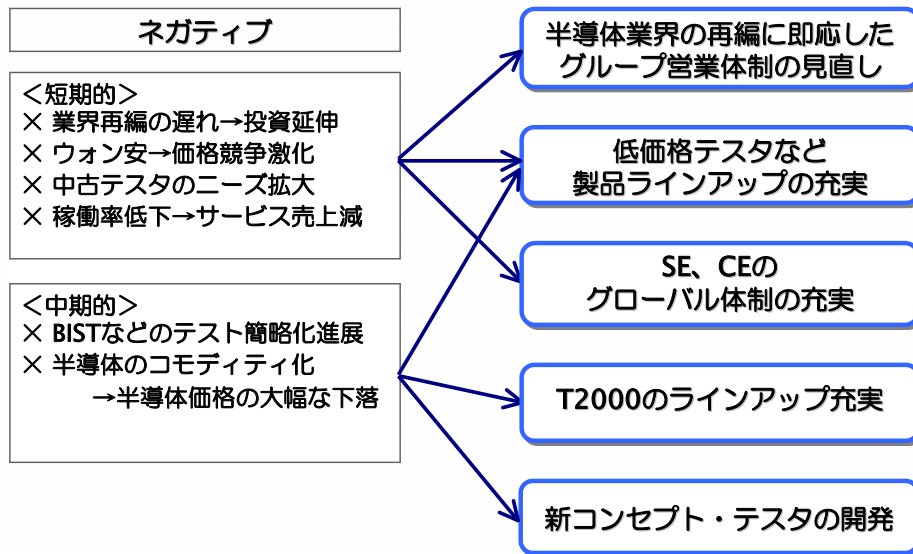 ネガティブ
＜短期的＞
× 業界再編の遅れ→投資延伸
× ウォン安→価格競争激化
× 中古テスタのニーズ拡大
× 稼働率低下→サービス売上減
＜中期的＞
× BISTなどのテスト簡略化進展
× 半導体のコモディティ化
→半導体価格の大幅な下落
半導体業界の再編に即応した
グループ営業体制の見直し
低価格テスタなど
製品ラインアップの充実
SE、CEの
グローバル体制の充実
T2000のラインアップ充実
新コンセプト・テスタの開発